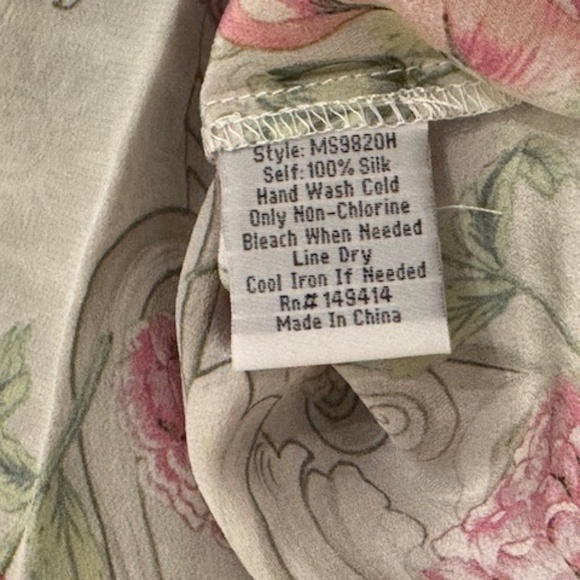 Style: MS9820H
Self: 100% Silk
Hand Wash Cold
Only Non-Chlorine
Bleach When Needed
Line Dry
Cool Iron If Needed
Rn# 149414
Made In China